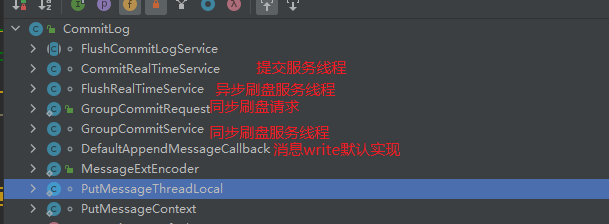 CommitLog
FlushCommitLogService
CommitRealTimeService 提交服务线程
FlushRealTimeService 异步刷盘服务线程
GroupCommitRequest 同步刷盘请求
GroupCommitService 同步刷盘服务线程
DefaultAppendMessageCallback 消息write默认实现
MessageExtEncoder
PutMessageThreadLocal
PutMessageContext